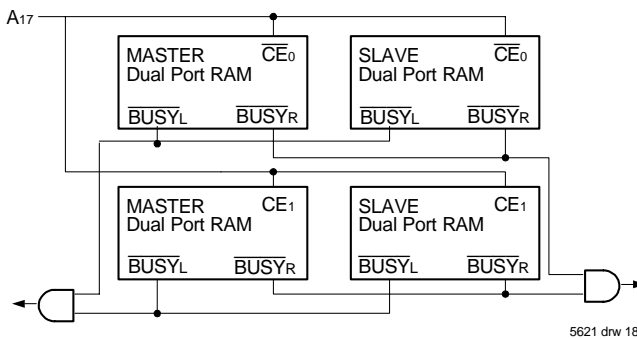 A17
MASTER CE0 SLAVE CE0
Dual Port RAM Dual Port RAM
BUSYL BUSYR BUSYL BUSYR
MASTER CE1 SLAVE CE1
Dual Port RAM Dual Port RAM
BUSYL BUSYR BUSYL BUSYR
5621 drw 18